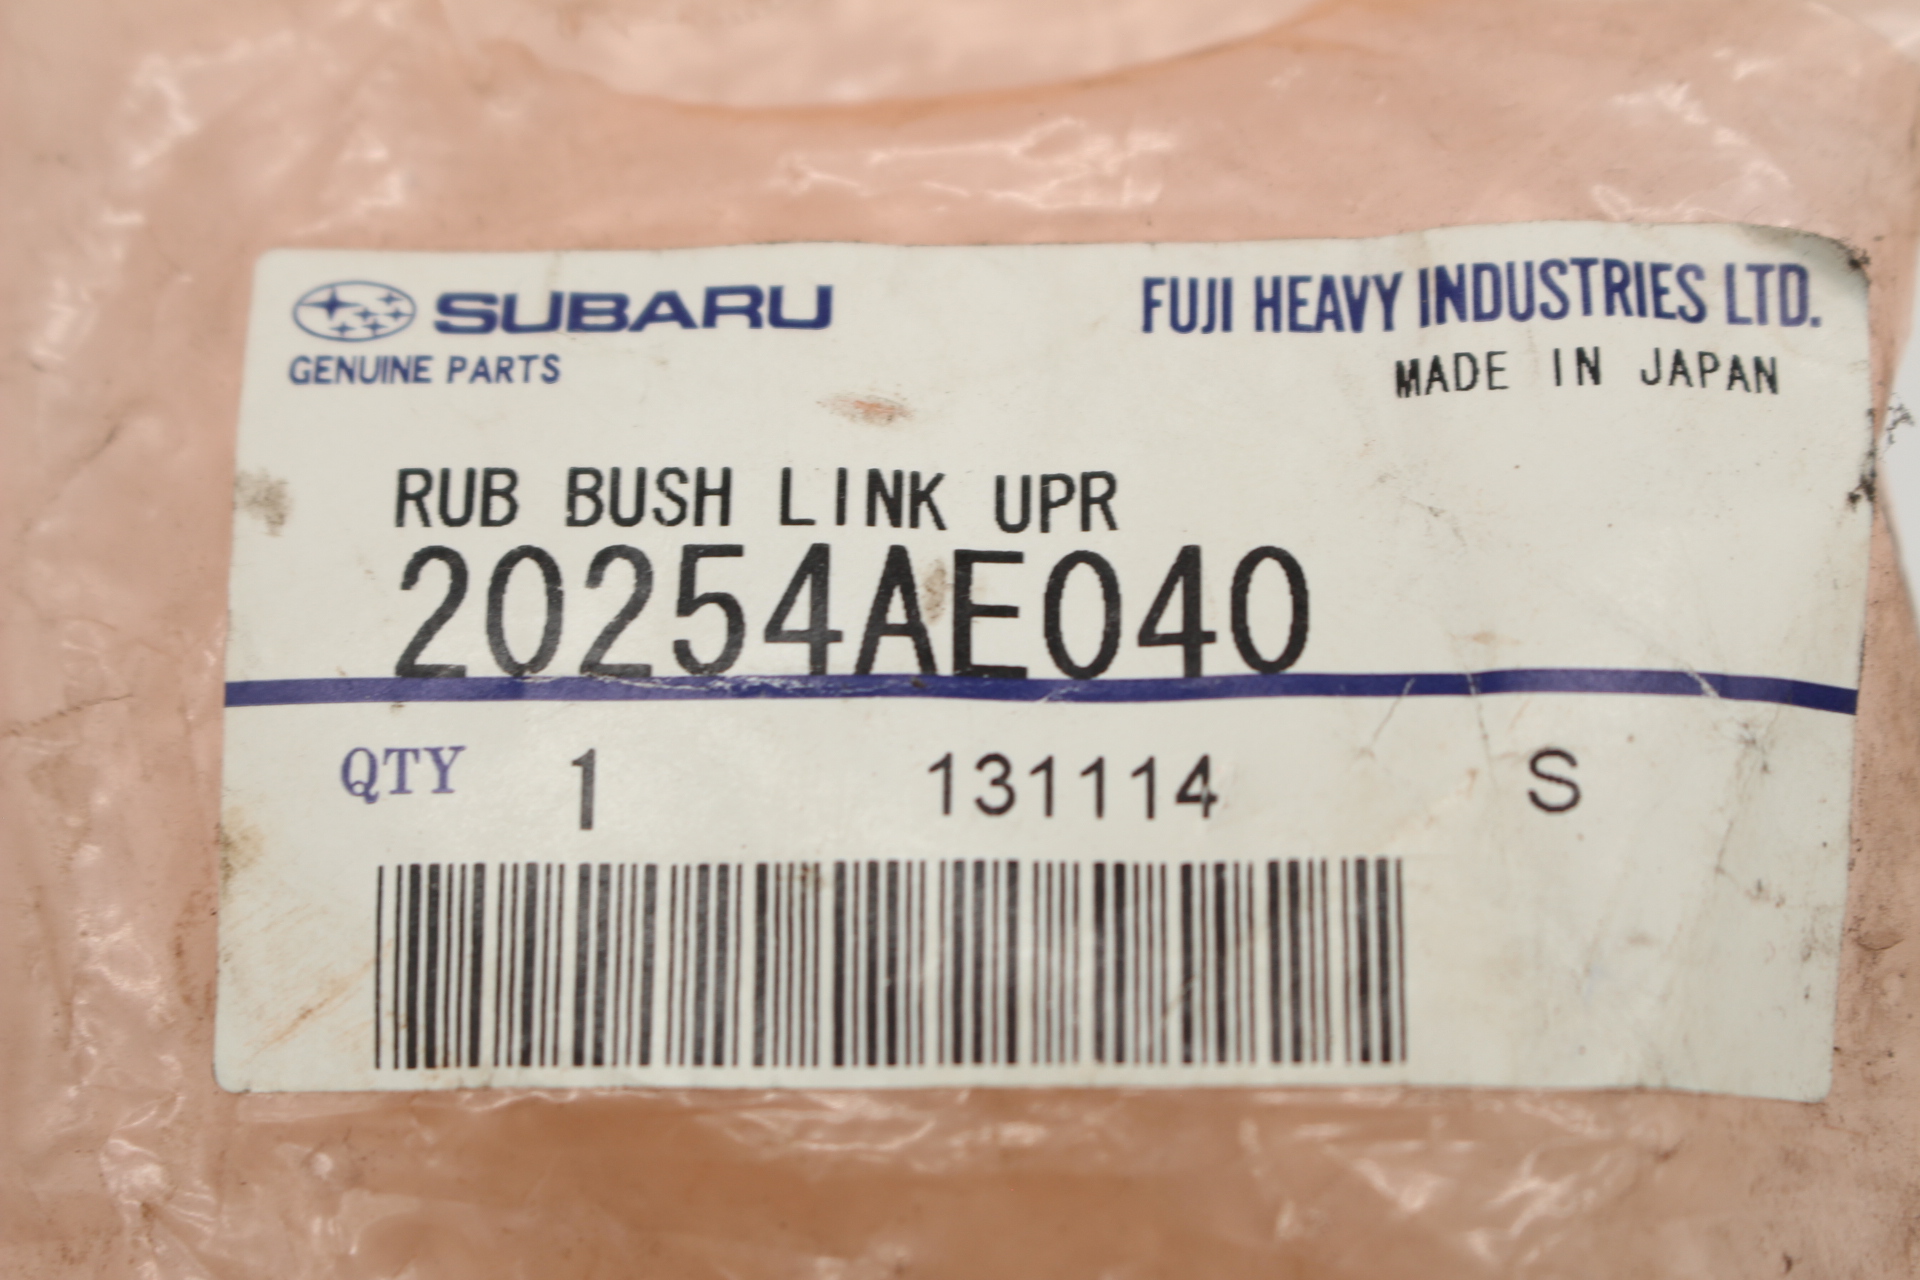 SUBARU FUJI HEAVY INDUSTRIES LTD.
GENUINE PARTS MADE IN JAPAN
RUB BUSH LINK UPR
20254AE040
QTY 1 131114 S